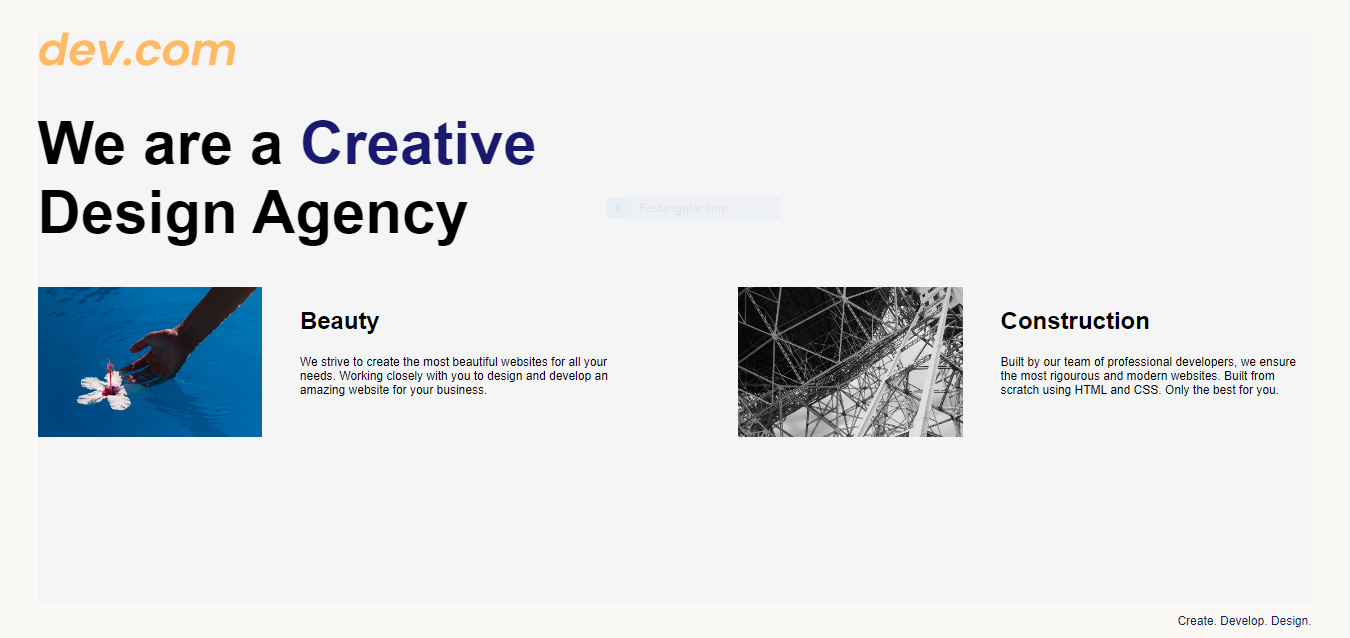 dev.com
We are a Creative
Design Agency
Rectangular Snip
Beauty
We strive to create the most beautiful websites for all your
needs. Working closely with you to design and develop an
amazing website for your business.
Construction
Built by our team of professional developers, we ensure
the most rigourous and modern websites. Built from
scratch using HTML and CSS. Only the best for you.
Create. Develop. Design.